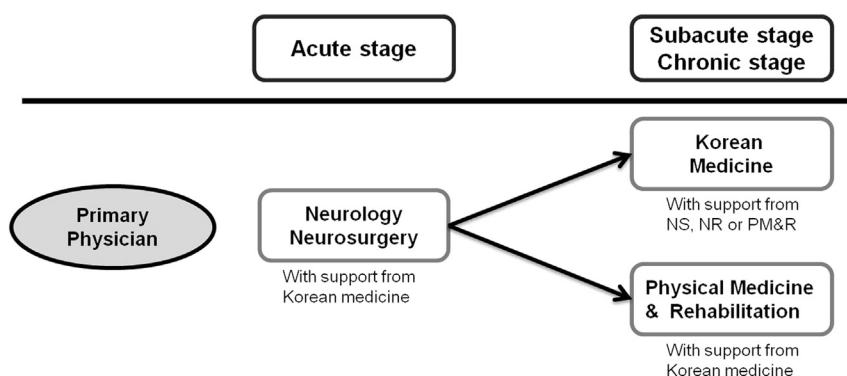 Acute stage
Subacute stage
Chronic stage
Primary
Physician
Neurology
Neurosurgery
With support from
Korean medicine
Korean
Medicine
With support from
NS, NR or PM&R
Physical Medicine
& Rehabilitation
With support from
Korean medicine